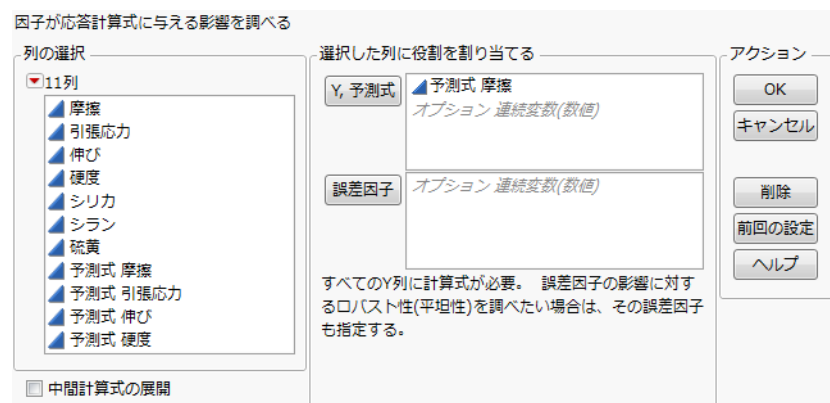 因子が応答計算式に与える影響を調べる
列の選択
11列
摩擦
引張応力
伸び
硬度
シリカ
シラン
硫黄
予測式 摩擦
予測式 引張応力
予測式 伸び
予測式 硬度
中間計算式の展開
選択した列に役割を割り当てる
Y, 予測式
予測式 摩擦
オプション 連続変数(数値)
誤差因子
オプション 連続変数(数値)
すべてのY列に計算式が必要。 誤差因子の影響に対す
るロバスト性(平坦性)を調べたい場合は、その誤差因子
も指定する。
アクション
OK
キャンセル
削除
前回の設定
ヘルプ